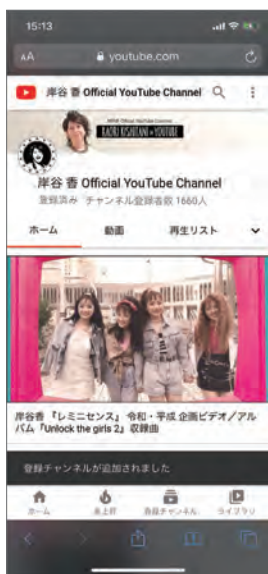 15:13
AA youtube.com
岸谷 香 Official YouTube Channel
KAORI KISHITANI × YOUTUBE
岸谷 香 Official YouTube Channel
登録済み チャンネル登録者数 1660人
ホーム 動画 再生リスト
岸谷香 『レミニセンス』 令和・平成 企画ビデオ／アル
バム「Unlock the girls 2」収録曲
登録チャンネルが追加されました
ホーム 急上昇 登録チャンネル ライブラリ